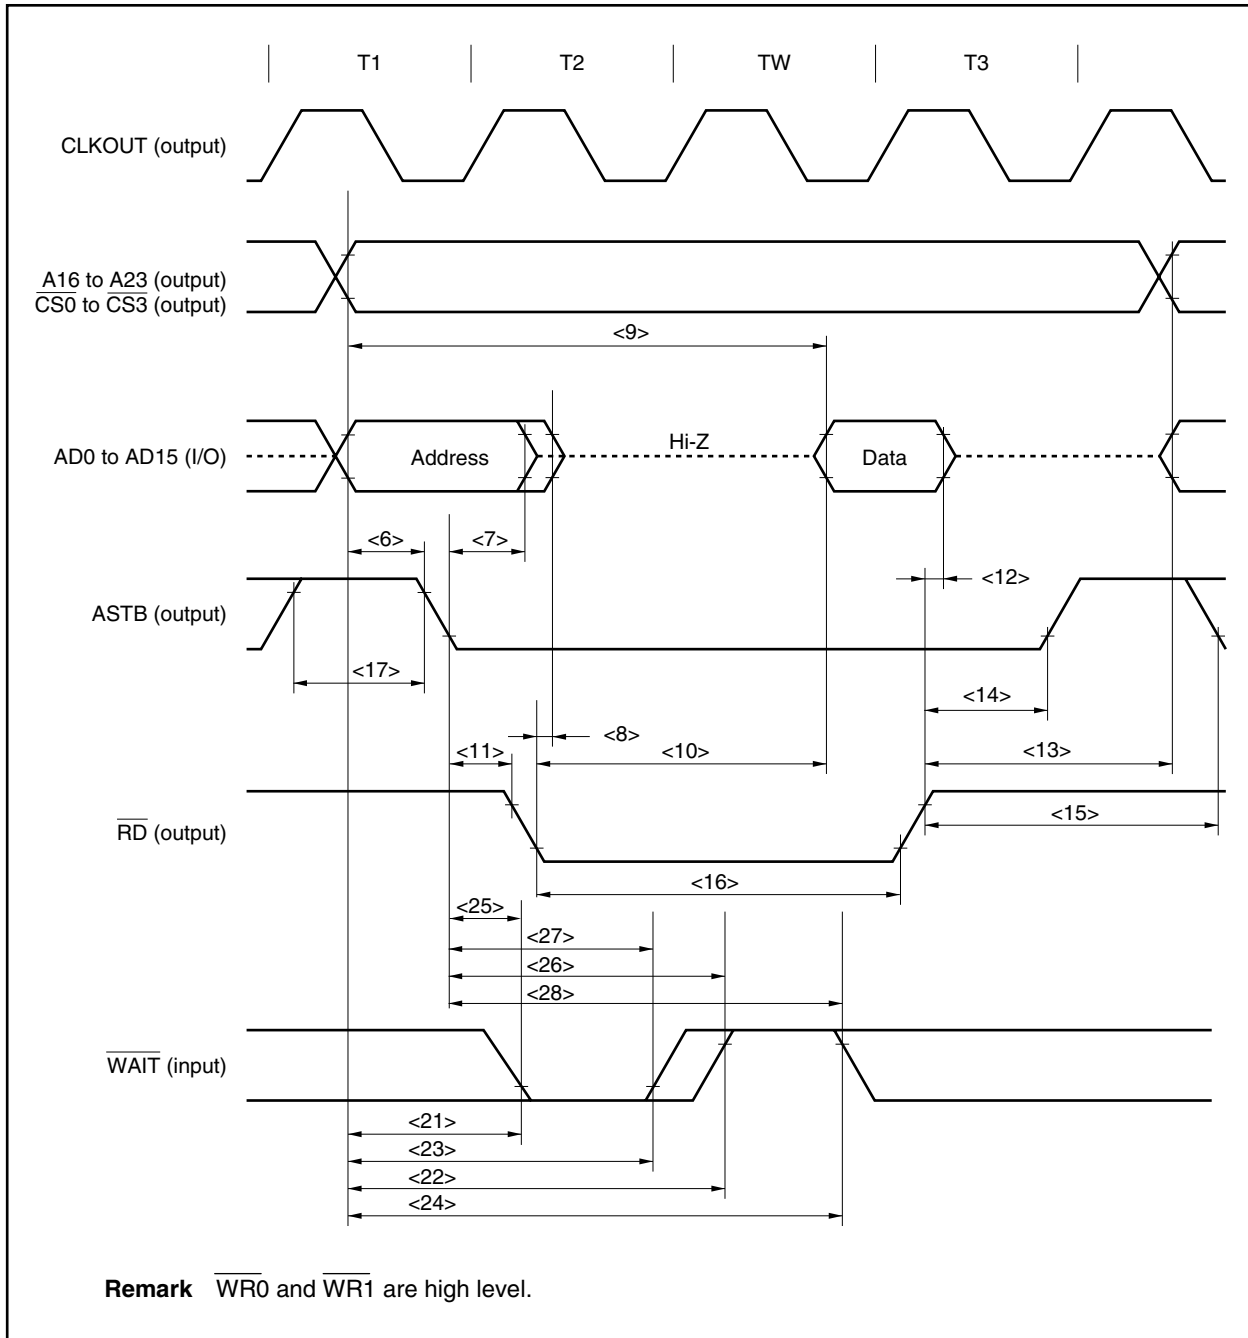 T1 T2 TW T3
CLKOUT (output)
A16 to A23 (output)
CS0 to CS3 (output)
<9>
AD0 to AD15 (I/O)
Address
Hi-Z
Data
<6>
<7>
<12>
ASTB (output)
<17>
<14>
<8>
<11>
<10>
<13>
RD (output)
<15>
<16>
<25>
<27>
<26>
<28>
WAIT (input)
<21>
<23>
<22>
<24>
Remark WR0 and WR1 are high level.